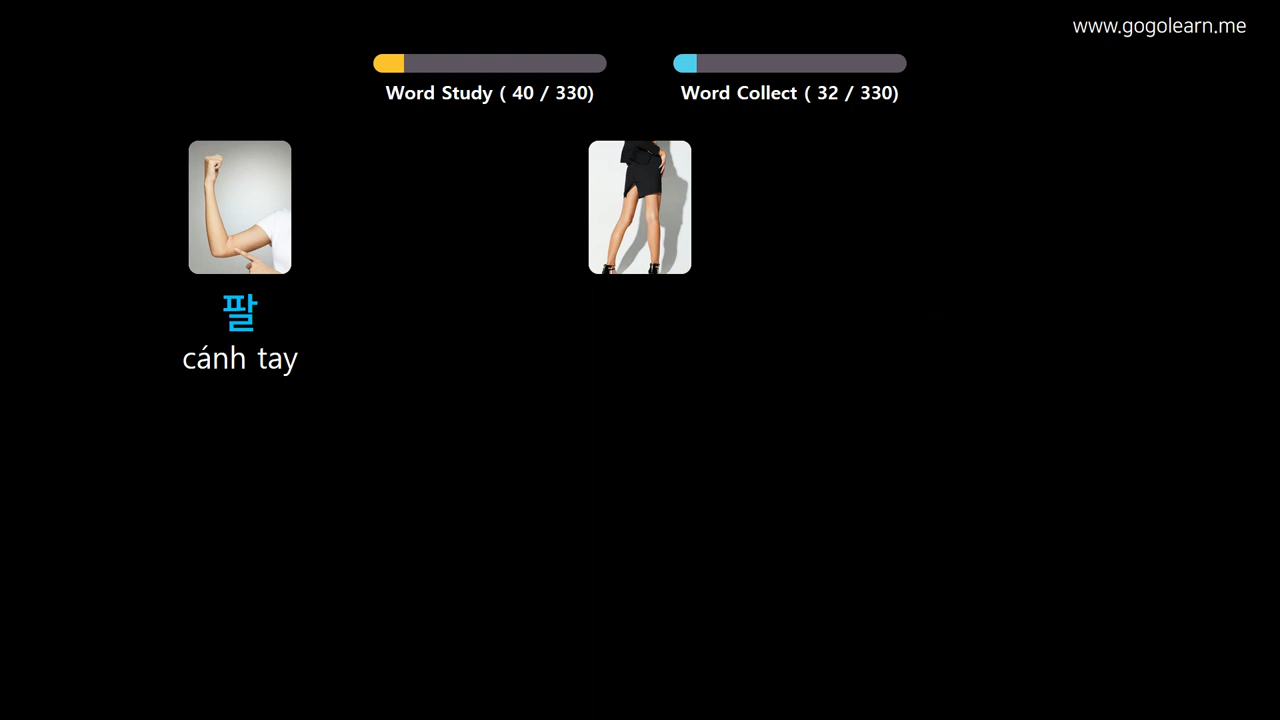 www.gogolearn.me
Word Study ( 40 / 330)
Word Collect ( 32 / 330)
팔
cánh tay